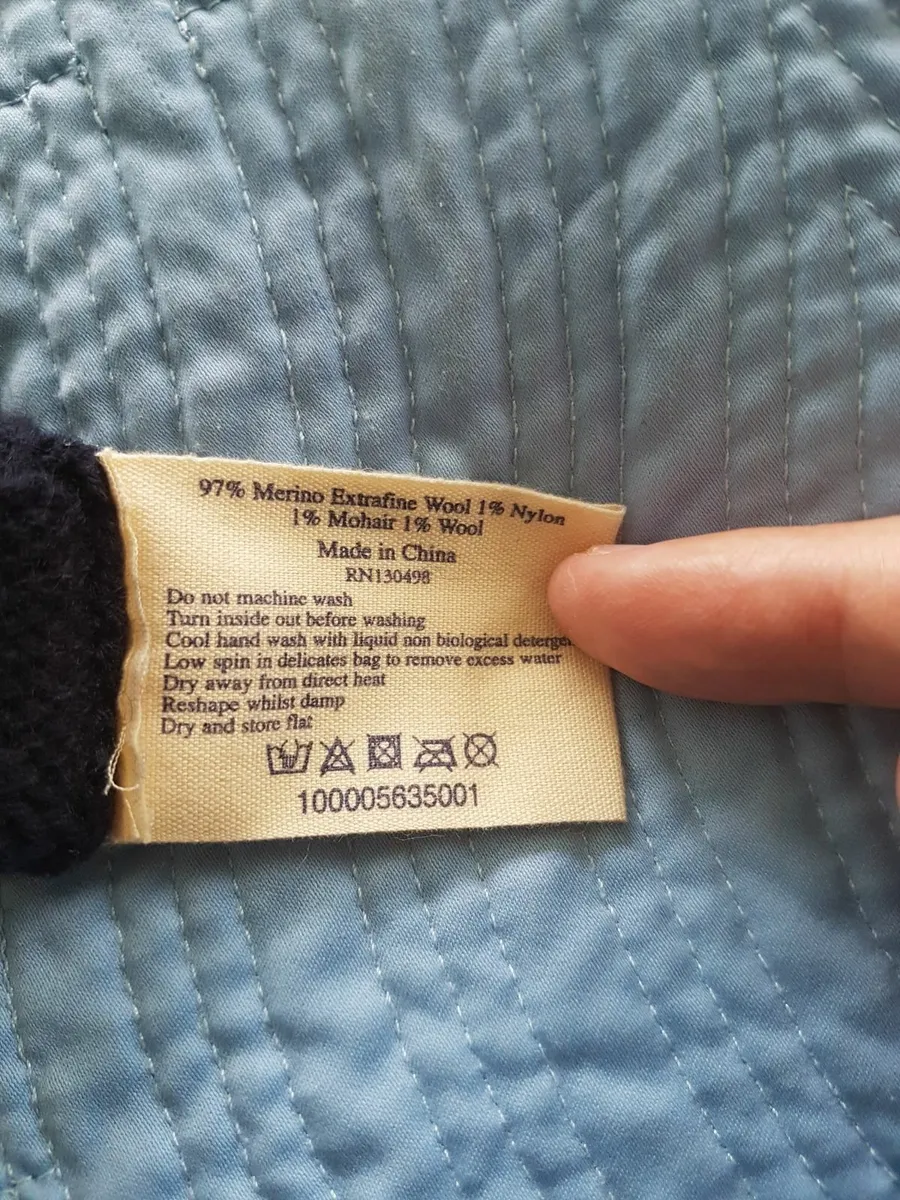 97% Merino Extrafine Wool 1% Nylon
1% Mohair 1% Wool
Made in China
RN130498
Do not machine wash
Turn inside out before washing
Cool hand wash with liquid non biological
Low spin in delicates bag to remove excess water
Dry away from direct heat
Reshape whilst damp
Dry and store flat
100005635001